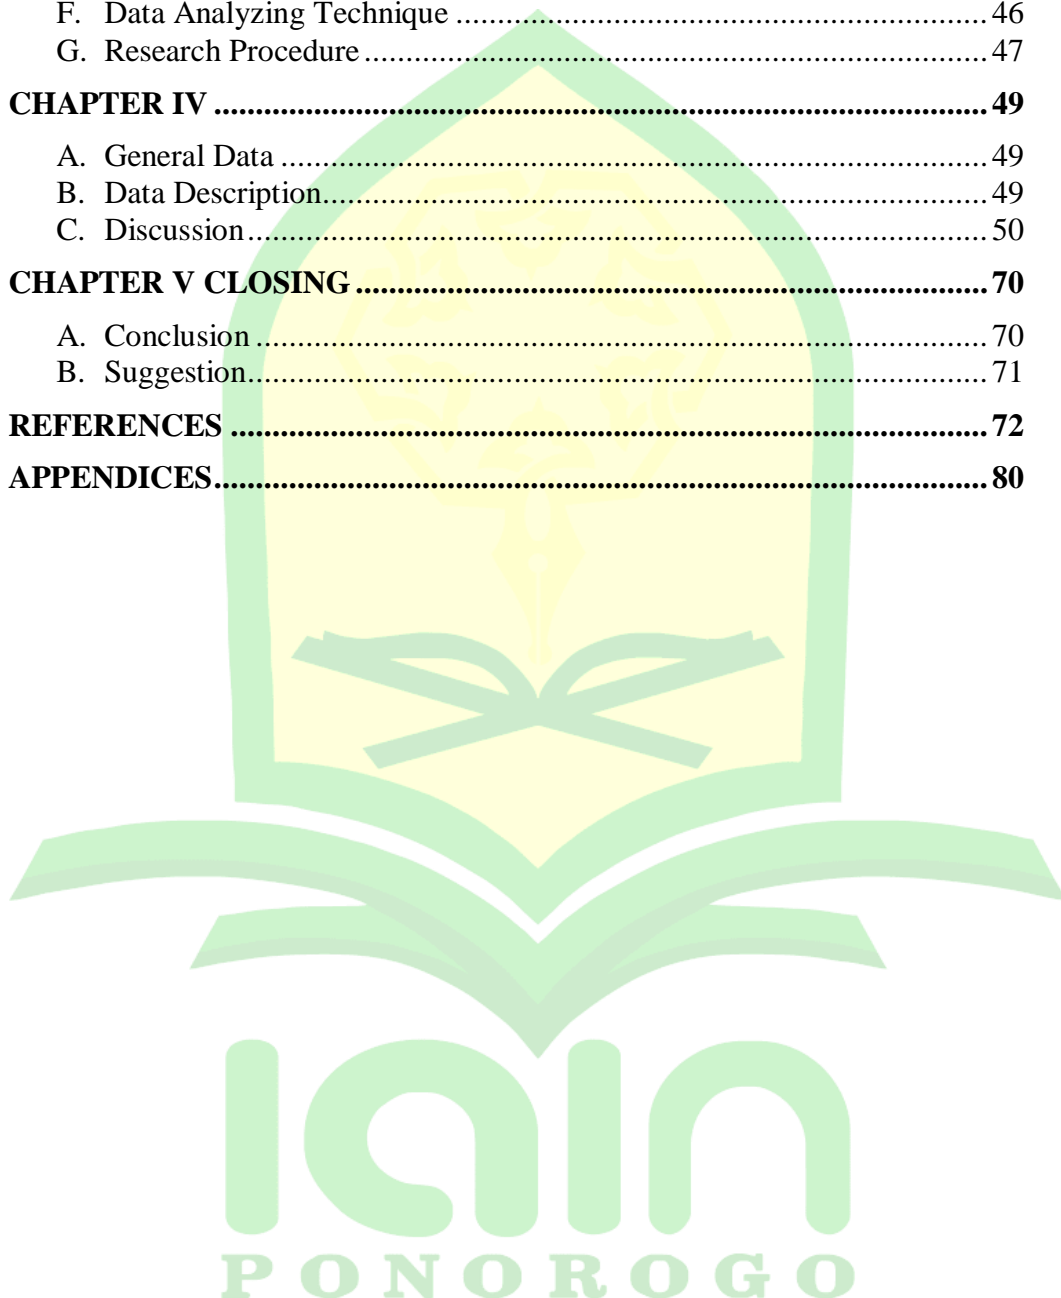 F. Data Analyzing Technique ........................................................................ 46
G. Research Procedure ................................................................................... 47
CHAPTER IV ............................................................................................. 49
A. General Data ............................................................................................. 49
B. Data Description ........................................................................................ 49
C. Discussion .................................................................................................. 50
CHAPTER V CLOSING ............................................................................ 70
A. Conclusion ................................................................................................. 70
B. Suggestion .................................................................................................. 71
REFERENCES ........................................................................................... 72
APPENDICES ............................................................................................. 80
iain
PONOROGO